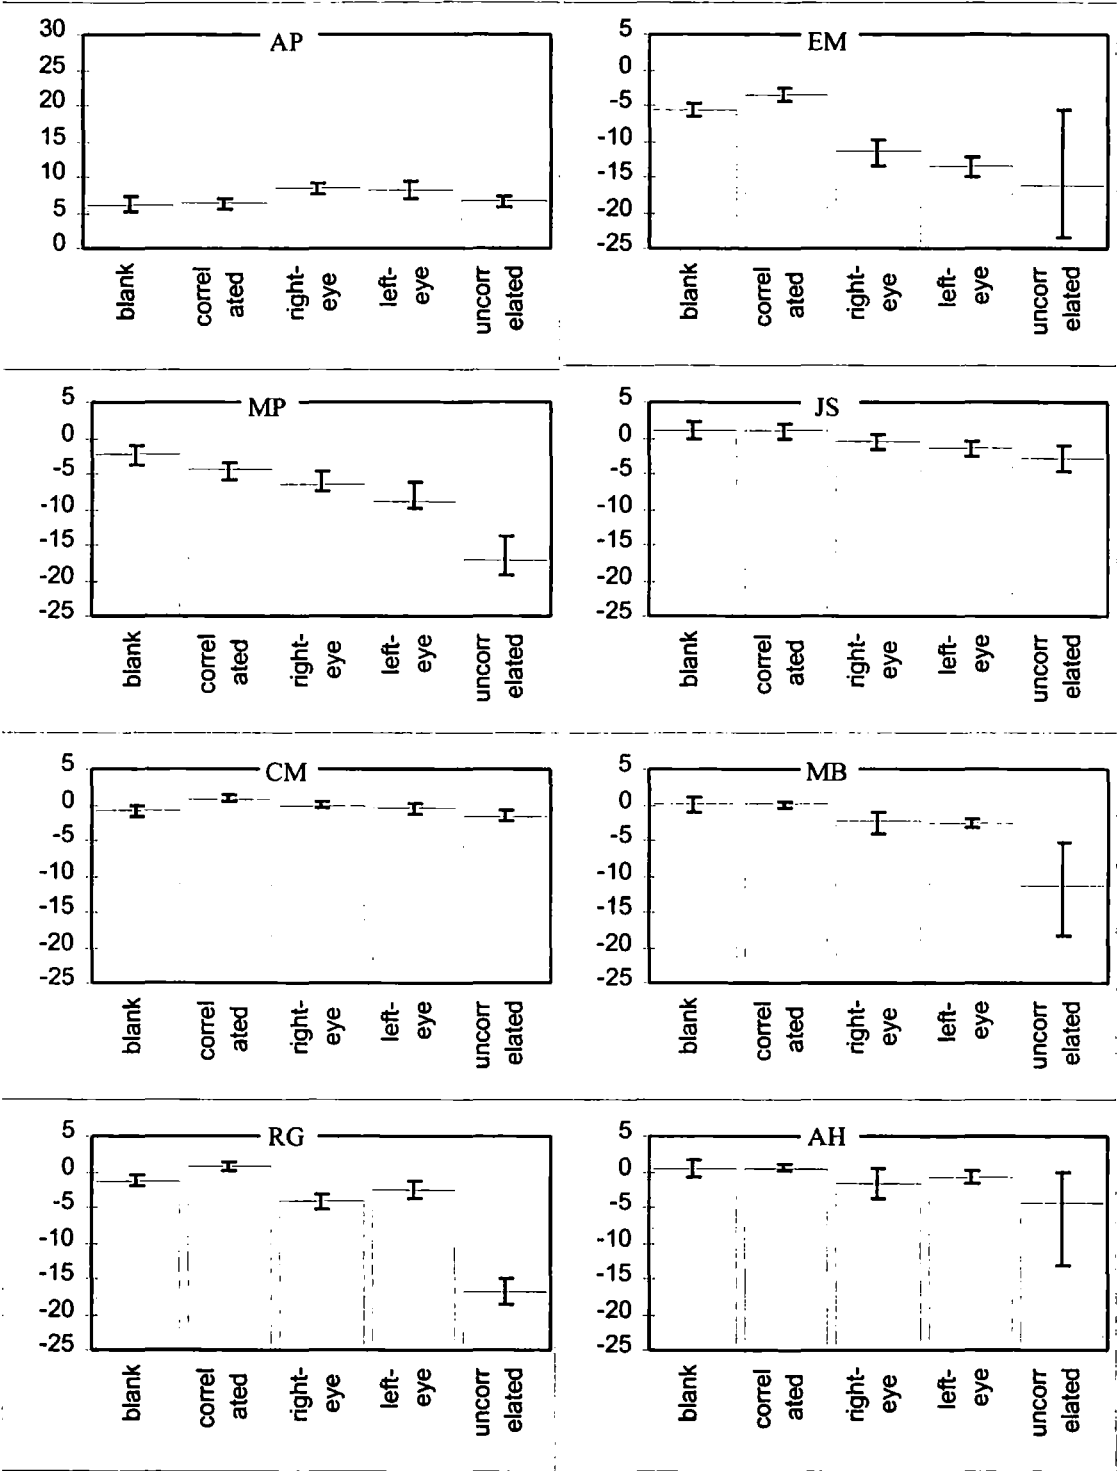 AP
30
25
20
15
10
5
0
blank
correl
ated
right-
eye
left-
eye
uncorr
elated
EM
5
0
-5
-10
-15
-20
-25
blank
correl
ated
right-
eye
left-
eye
uncorr
elated
MP
5
0
-5
-10
-15
-20
-25
blank
correl
ated
right-
eye
left-
eye
uncorr
elated
JS
5
0
-5
-10
-15
-20
-25
blank
correl
ated
right-
eye
left-
eye
uncorr
elated
CM
5
0
-5
-10
-15
-20
-25
blank
correl
ated
right-
eye
left-
eye
uncorr
elated
MB
5
0
-5
-10
-15
-20
-25
blank
correl
ated
right-
eye
left-
eye
uncorr
elated
RG
5
0
-5
-10
-15
-20
-25
blank
correl
ated
right-
eye
left-
eye
uncorr
elated
AH
5
0
-5
-10
-15
-20
-25
blank
correl
ated
right-
eye
left-
eye
uncorr
elated